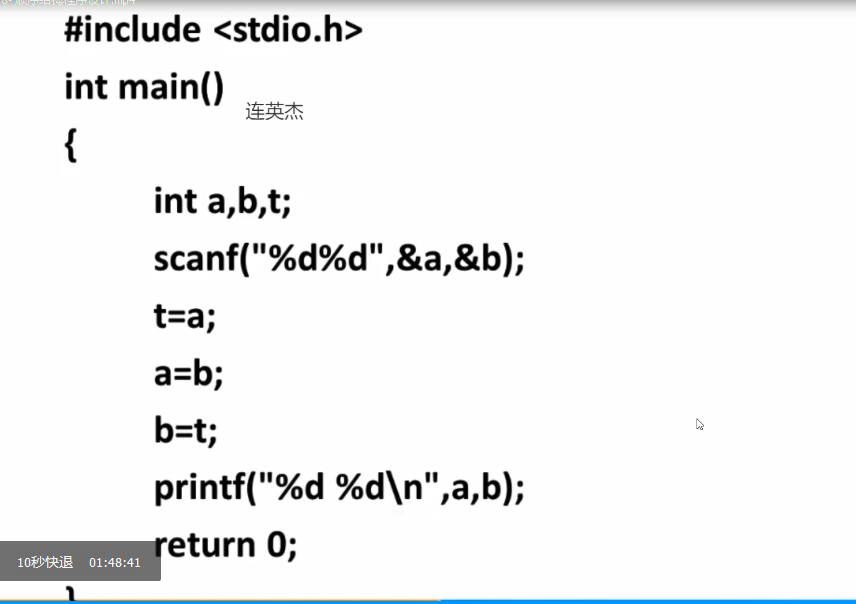 #include <stdio.h>
int main()
连英杰
{
int a,b,t;
scanf("%d%d",&a,&b);
t=a;
a=b;
b=t;
printf("%d %d\n",a,b);
return 0;
10秒快退 01:48:41
}